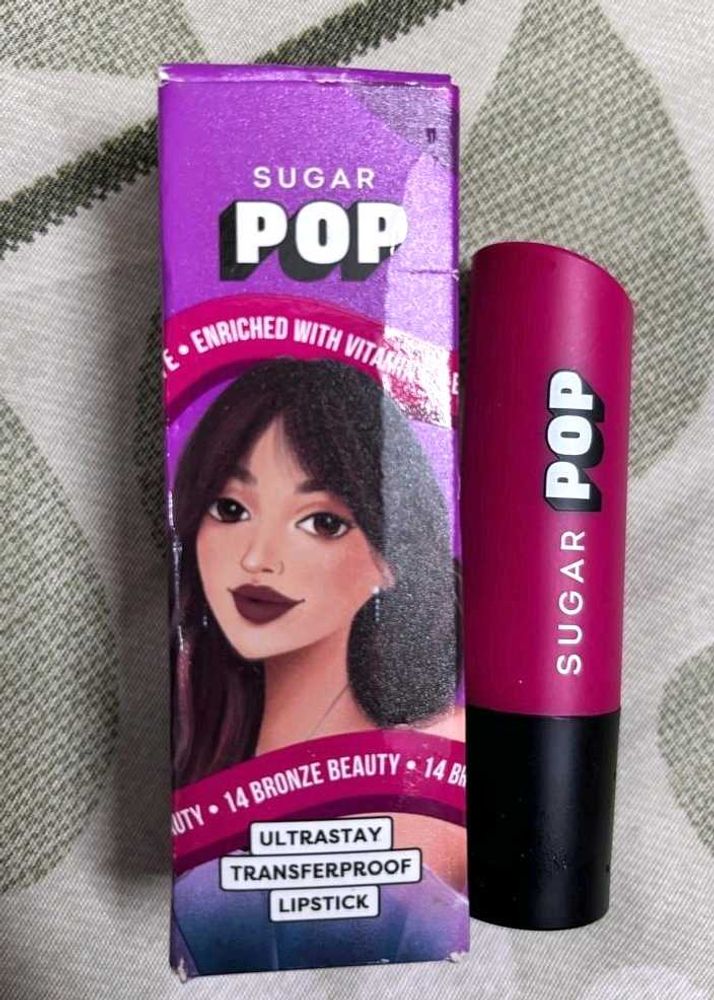 SUGAR
POP
• ENRICHED WITH
• 14 BRONZE BEAUTY • 14
ULTRASTAY
TRANSFERPROOF
LIPSTICK
SUGAR POP